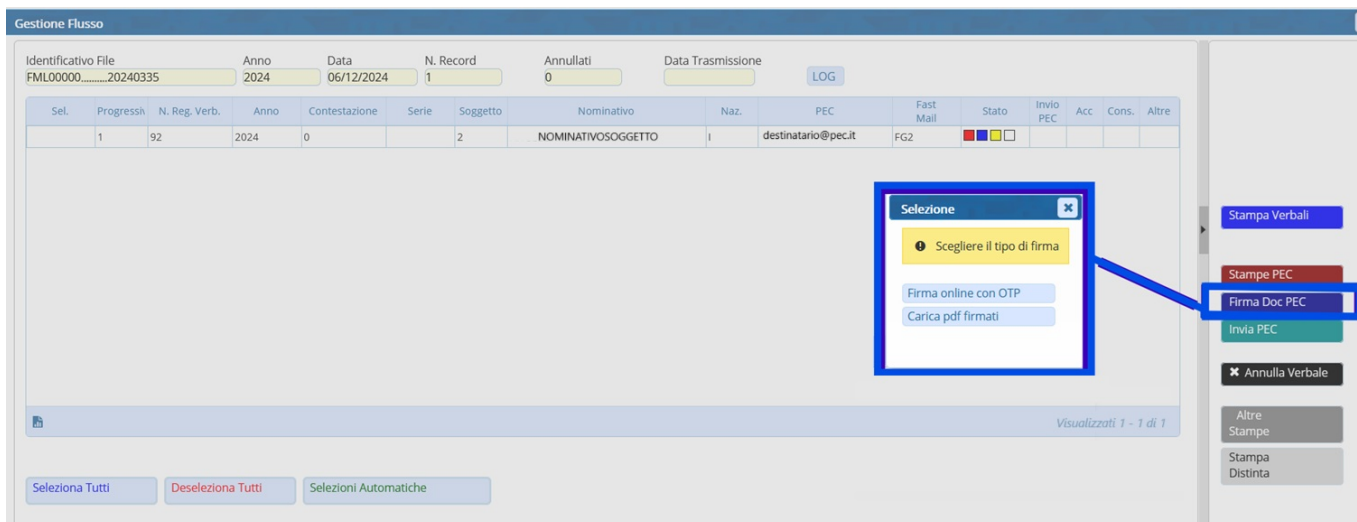 Gestione Flusso
Identificativo File Anno Data N. Record Annullati Data Trasmissione
FML00000..........20240335 2024 06/12/2024 1 0 LOG
Sel. Progressiv N. Reg. Verb. Anno Contestazione Serie Soggetto Nominativo Naz. PEC Fast Mail Stato Invio PEC Acc Cons. Altre
1 92 2024 0 2 NOMINATIVOSOGGETTO I destinatario@pec.it FG2
Selezione
Scegliere il tipo di firma
Firma online con OTP
Carica pdf firmati
Visualizzati 1 - 1 di 1
Seleziona Tutti Deseleziona Tutti Selezioni Automatiche
Stampa Verbali
Stampe PEC
Firma Doc PEC
Invia PEC
Annulla Verbale
Altre
Stampe
Stampa
Distinta